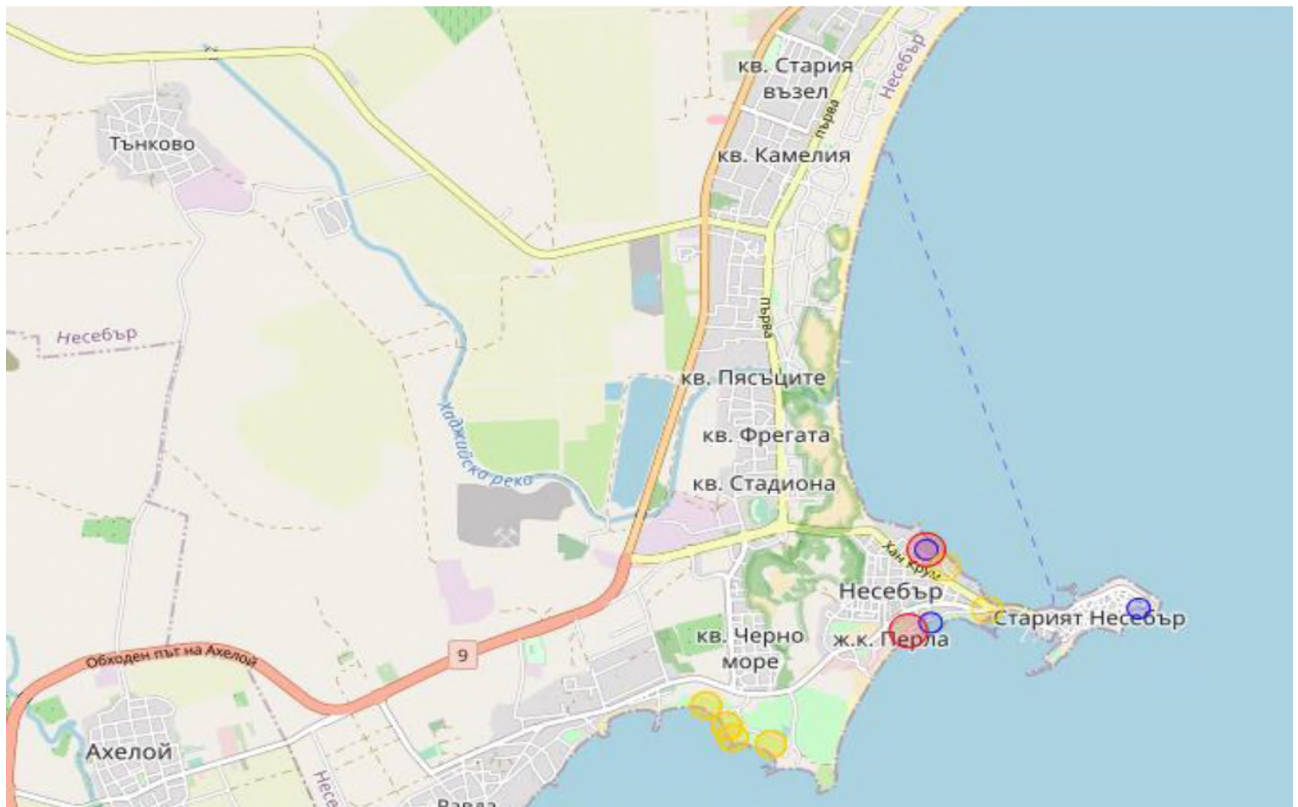 кв. Стария
възел
Несебър
първа
Тънково
кв. Камелия
първа
Несебър
кв. Пясъците
Хаджийска река
кв. Фрегата
кв. Стадиона
Хан Крум
Несебър
Старият Несебър
кв. Черно
море
ж.к. Перла
Обходен път на Ахелой
9
Ахелой